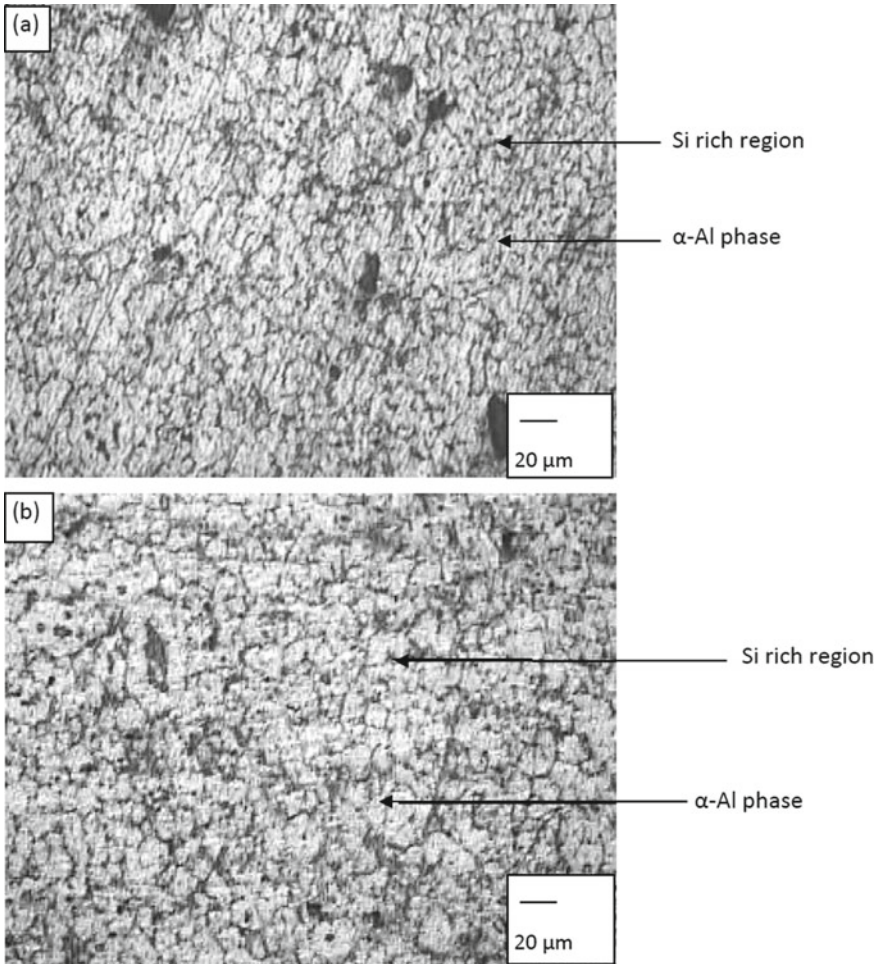 (a)
Si rich region
α-Al phase
20 μm
(b)
Si rich region
α-Al phase
20 μm